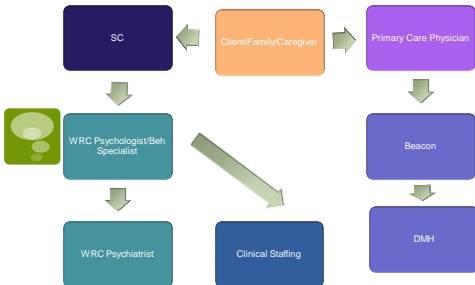 SC
Client/Family/Caregiver
Primary Care Physician
WRC Psychologist/Beh
Specialist
Beacon
WRC Psychiatrist
Clinical Staffing
DMH